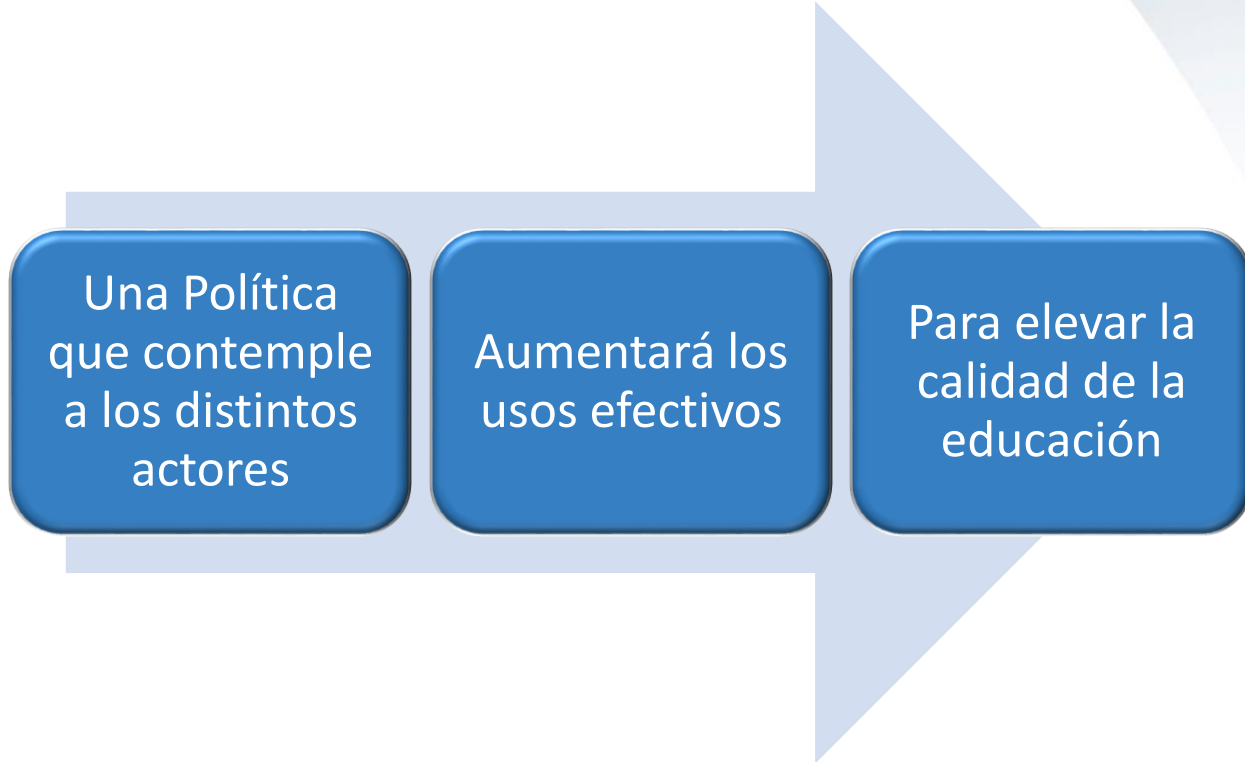 Una Política
que contemple
a los distintos
actores
Aumentará los
usos efectivos
Para elevar la
calidad de la
educación